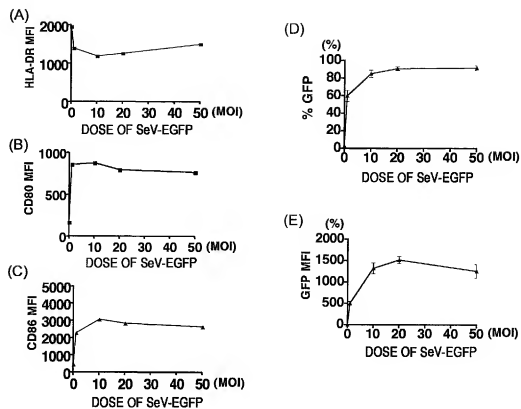 (A)
HLA-DR MFI
2000
1000
0
0 10 20 30 40 50 (MOI)
DOSE OF SeV-EGFP
(B)
CD80 MFI
1000
500
0
0 10 20 30 40 50 (MOI)
DOSE OF SeV-EGFP
(C)
CD86 MFI
5000
4000
3000
2000
1000
0
0 10 20 30 40 50 (MOI)
DOSE OF SeV-EGFP
(D)
(%)
% GFP
100
80
60
40
20
0
0 10 20 30 40 50 (MOI)
DOSE OF SeV-EGFP
(E)
(%)
GFP MFI
2000
1500
1000
500
0
0 10 20 30 40 50 (MOI)
DOSE OF SeV-EGFP